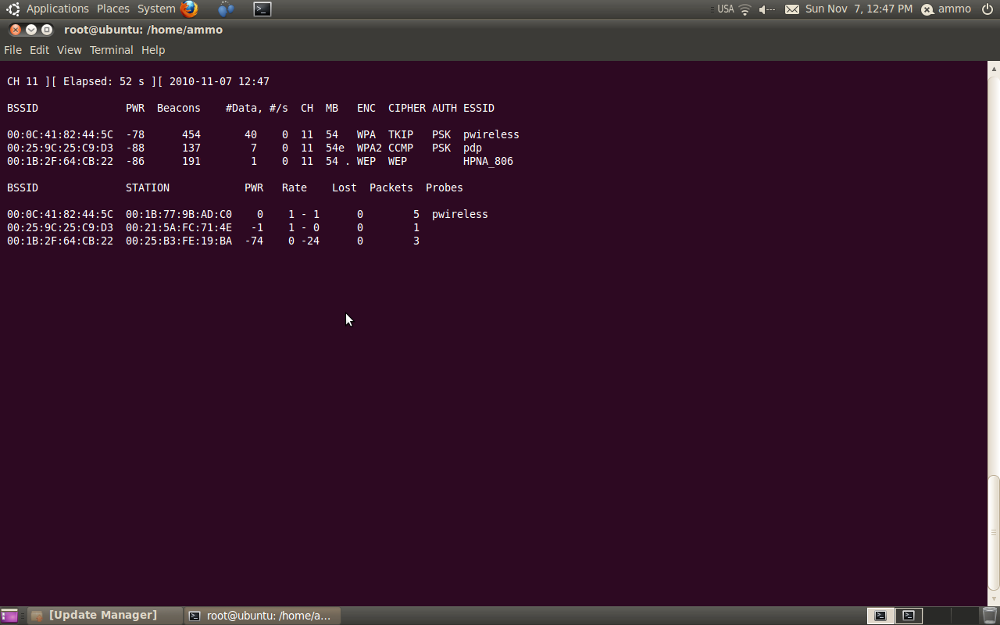 Applications Places System USA Sun Nov 7, 12:47 PM ammo
root@ubuntu: /home/ammo
File Edit View Terminal Help
CH 11 ][ Elapsed: 52 s ][ 2010-11-07 12:47
BSSID PWR Beacons #Data, #/s CH MB ENC CIPHER AUTH ESSID
00:0C:41:82:44:5C -78 454 40 0 11 54 WPA TKIP PSK pwireless
00:25:9C:25:C9:D3 -88 137 7 0 11 54e WPA2 CCMP PSK pdp
00:1B:2F:64:CB:22 -86 191 1 0 11 54 . WEP WEP HPNA_806
BSSID STATION PWR Rate Lost Packets Probes
00:0C:41:82:44:5C 00:1B:77:9B:AD:C0 0 1 - 1 0 5 pwireless
00:25:9C:25:C9:D3 00:21:5A:FC:71:4E -1 1 - 0 0 1
00:1B:2F:64:CB:22 00:25:B3:FE:19:BA -74 0 -24 0 3
[Update Manager] root@ubuntu: /home/a...